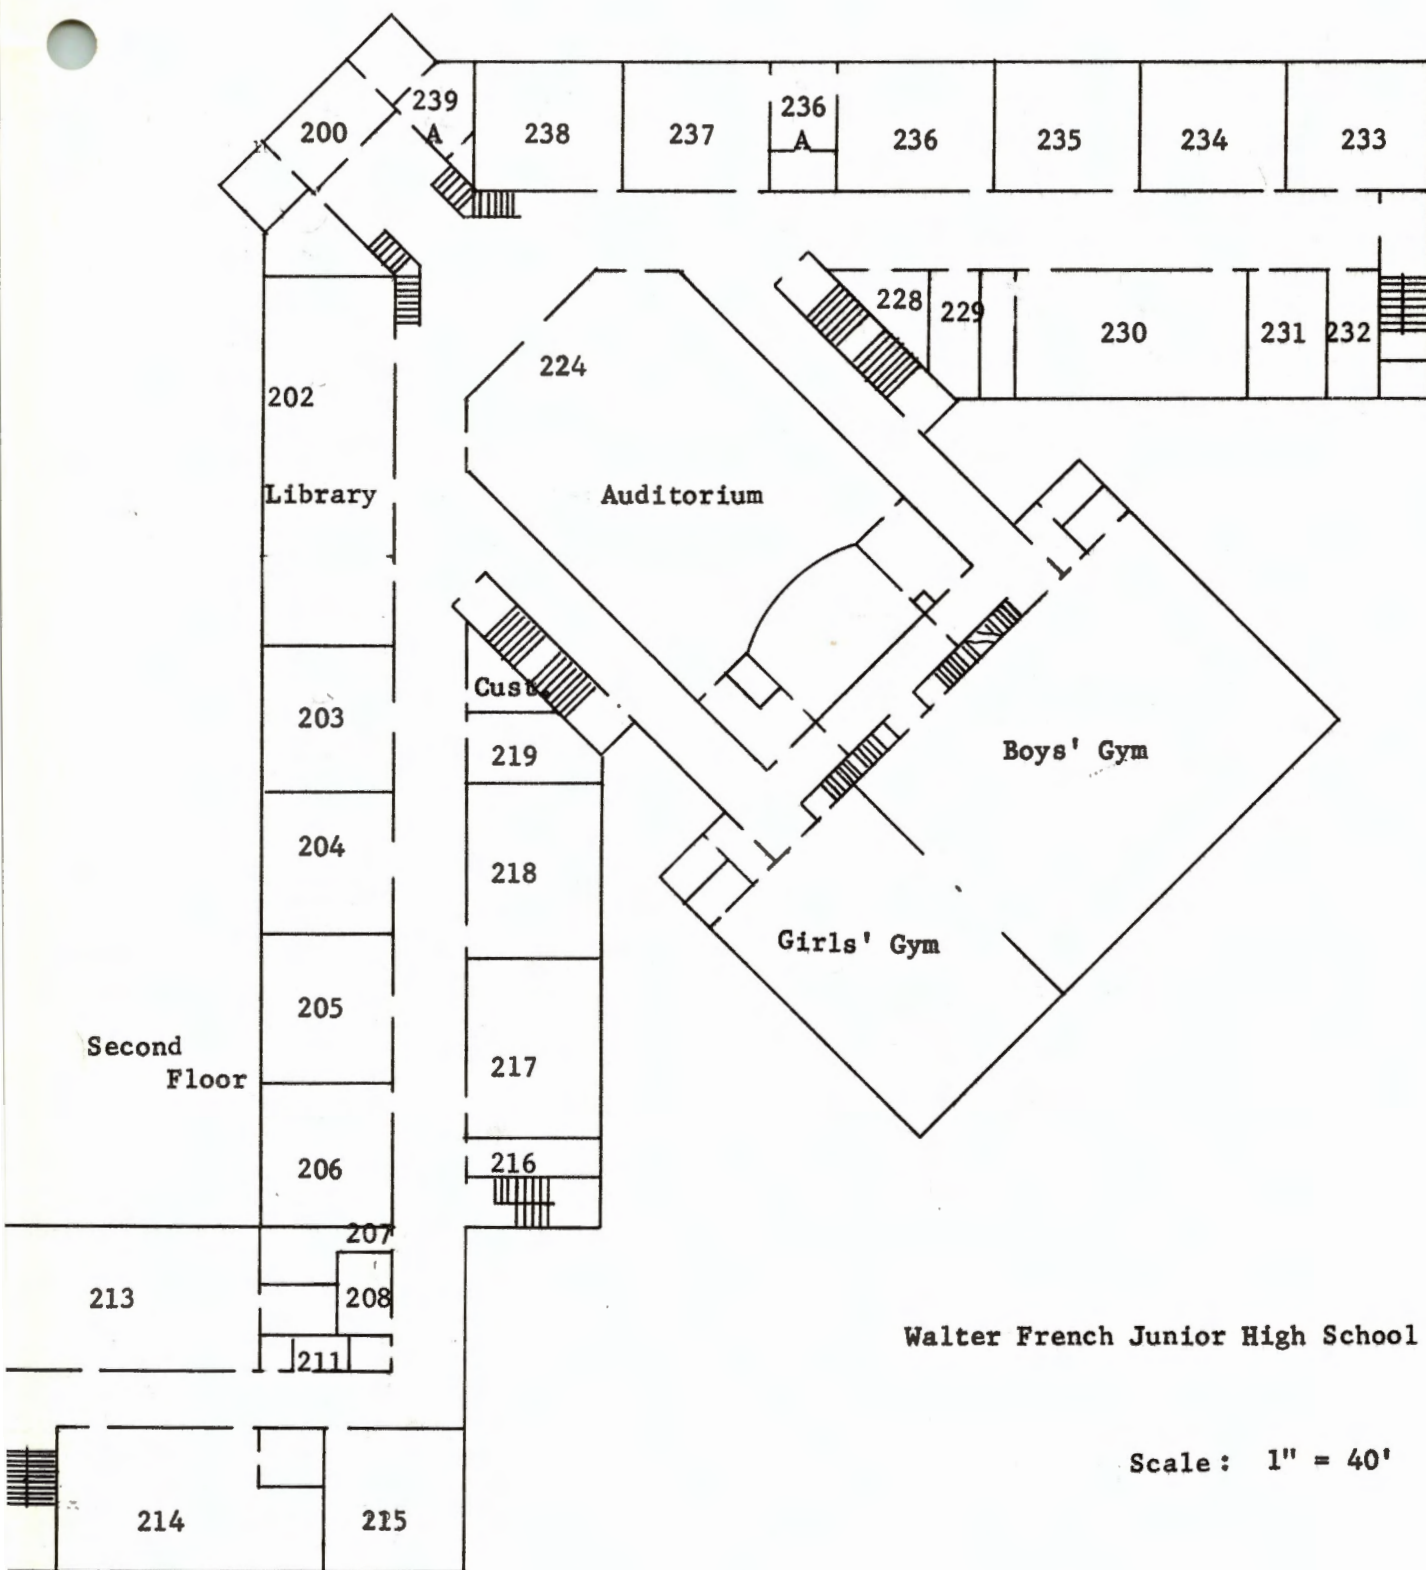 239
A
200
238
237
236
A
236
235
234
233
228
229
230
231
232
224
202
Library
Auditorium
Cust.
203
219
Boys' Gym
204
218
Girls' Gym
205
Second
Floor
217
206
216
207
213
208
211
Walter French Junior High School
Scale: 1" = 40'
214
215